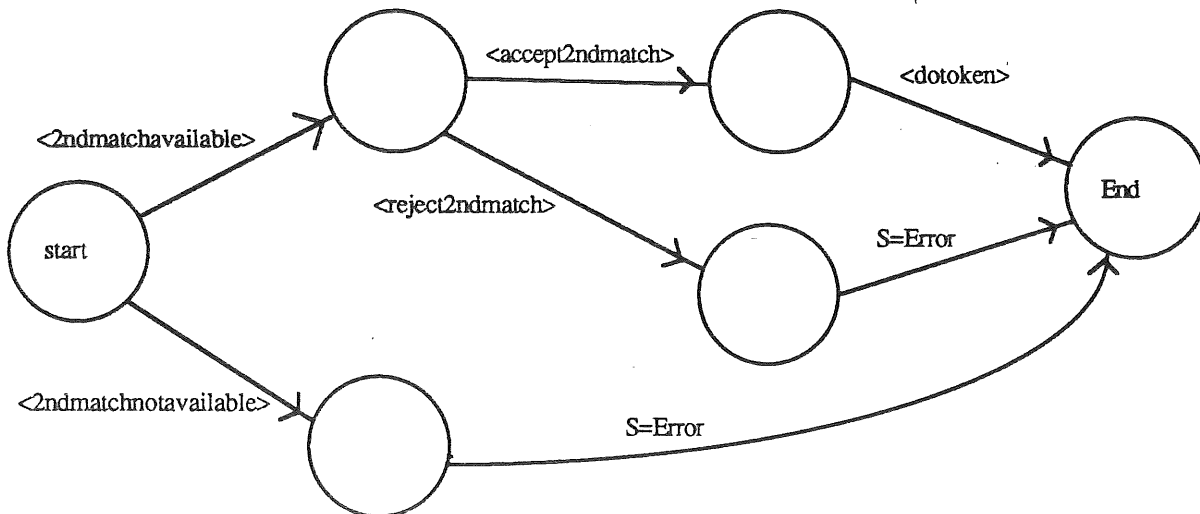 <accept2ndmatch>
<dotoken>
<2ndmatchavailable>
<reject2ndmatch>
End
start
S=Error
<2ndmatchnotavailable>
S=Error